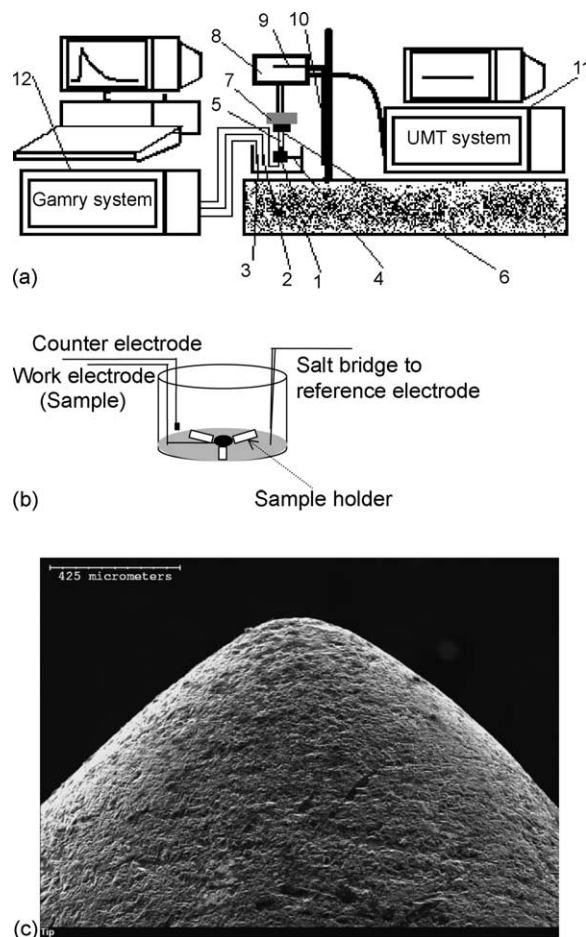 9 10
8
12
7
5
11
UMT system
Gamry system
3 2 1 4 6
(a)
Counter electrode
Work electrode
(Sample)
Salt bridge to
reference electrode
Sample holder
(b)
425 micrometers
(c)
Tip